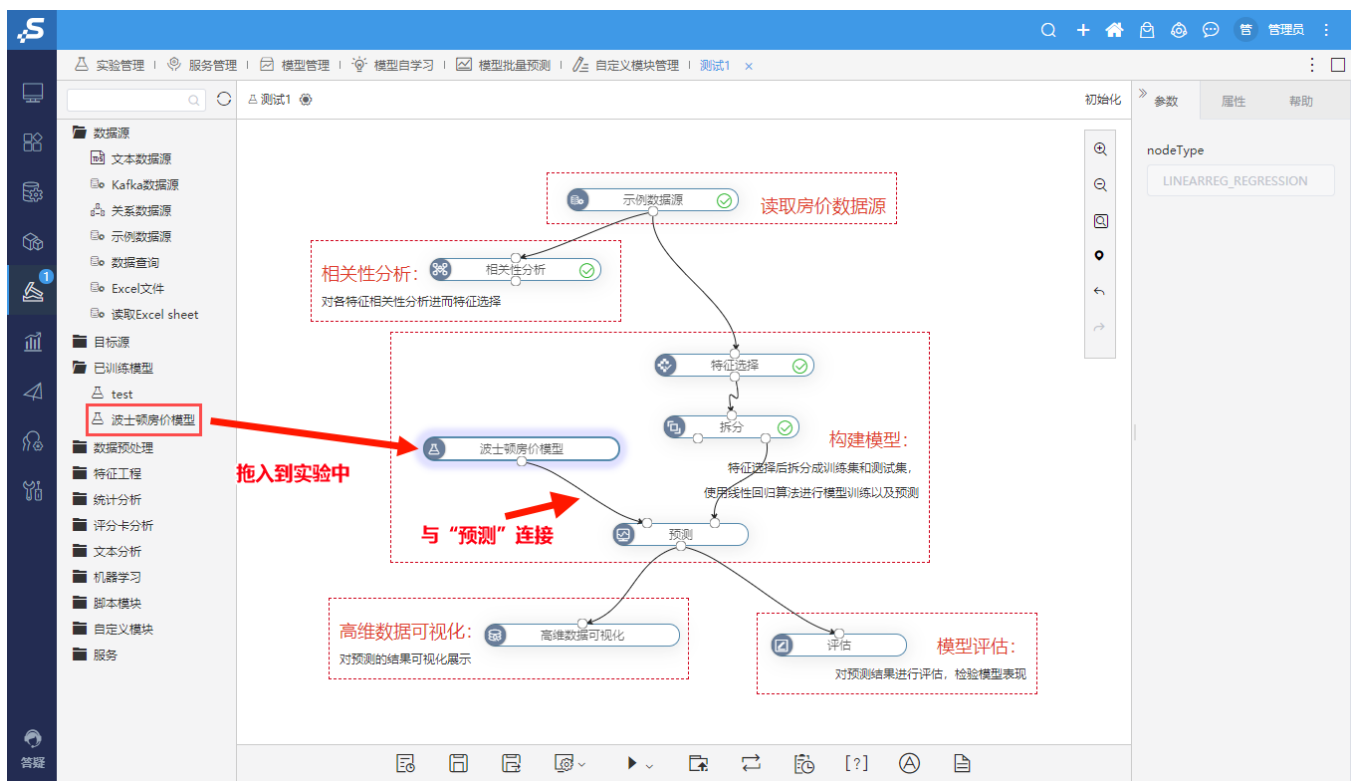 管 管理员
实验管理 服务管理 模型管理 模型自学习 模型批量预测 自定义模块管理 测试1 ×
测试1 初始化
参数 属性 帮助
nodeType
LINEARREG_REGRESSION
1
答疑
数据源
文本数据源
Kafka数据源
关系数据源
示例数据源
数据查询
Excel文件
读取Excel sheet
目标源
已训练模型
test
波士顿房价模型
数据预处理
特征工程
统计分析
评分卡分析
文本分析
机器学习
脚本模块
自定义模块
服务
示例数据源
读取房价数据源
相关性分析：
相关性分析
对各特征相关性分析进而特征选择
特征选择
拆分
构建模型：
波士顿房价模型
特征选择后拆分成训练集和测试集，
使用线性回归算法进行模型训练以及预测
拖入到实验中
与“预测”连接
预测
高维数据可视化：
高维数据可视化
对预测的结果可视化展示
评估
模型评估：
对预测结果进行评估，检验模型表现
[?]